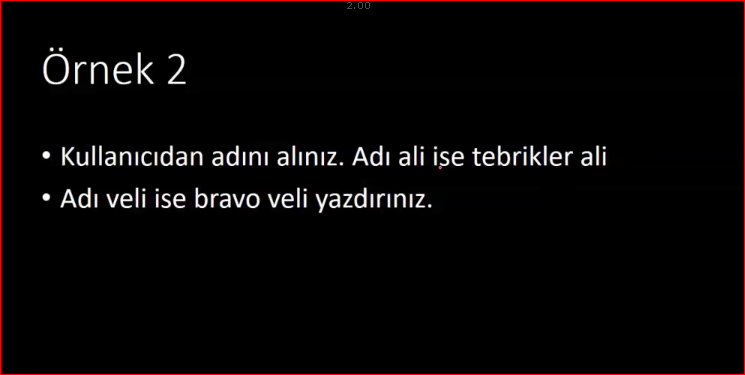 2.00
Örnek 2
• Kullanıcıdan adını alınız. Adı ali ise tebrikler ali
• Adı veli ise bravo veli yazdırınız.